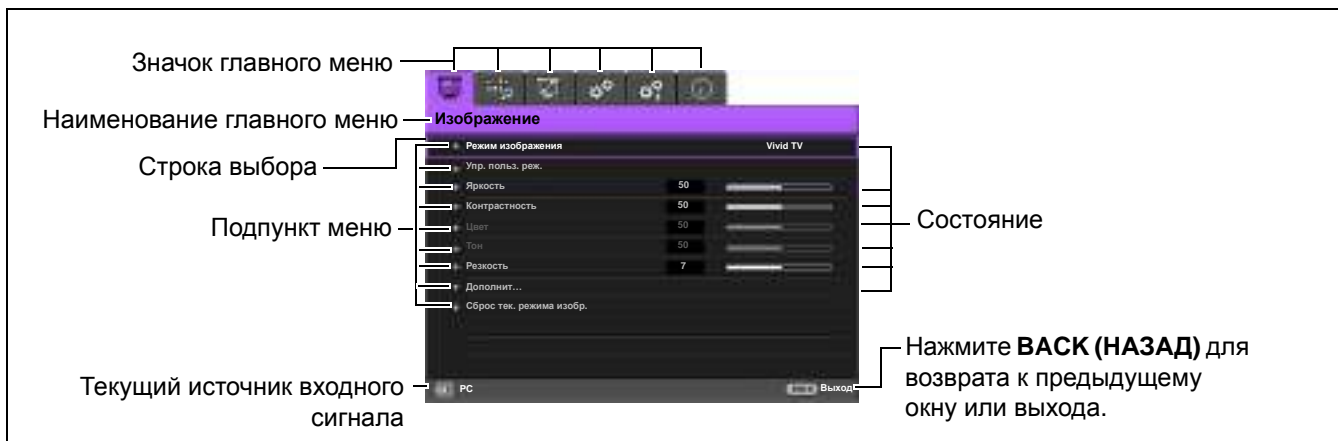 Значок главного меню
Наименование главного меню
Изображение
Строка выбора
Режим изображения Vivid TV
Упр. польз. реж.
Яркость 50
Подпункт меню
Контрастность 50
Состояние
Цвет 50
Тон 50
Резкость 7
Дополнит...
Сброс тек. режима изобр.
Текущий источник входного
сигнала
PC
Выход
Нажмите BACK (НАЗАД) для
возврата к предыдущему
окну или выхода.